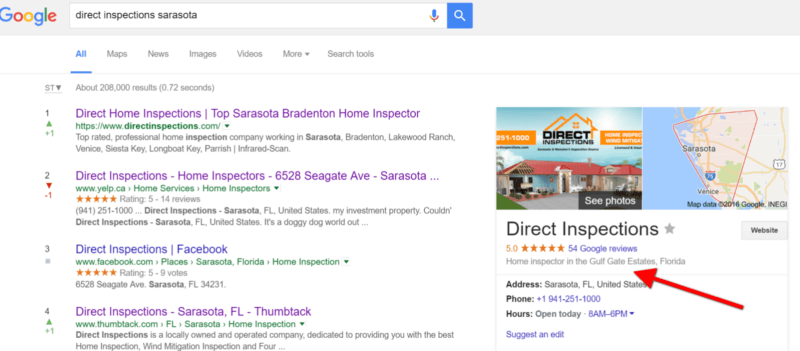 Google
direct inspections sarasota
All Maps News Images Videos More ▾ Search tools
ST▼ About 208,000 results (0.72 seconds)
1 Direct Home Inspections | Top Sarasota Bradenton Home Inspector
https://www.directinspections.com/ ▾
+1
Top rated, professional home inspection company working in Sarasota, Bradenton, Lakewood Ranch,
Venice, Siesta Key, Longboat Key, Parrish | Infrared-Scan.
2 Direct Inspections - Home Inspectors - 6528 Seagate Ave - Sarasota ...
www.yelp.ca › Home Services › Home Inspectors ▾
-1
★★★★★ Rating: 5 - 14 reviews
(941) 251-1000 ... Direct Inspections - Sarasota, FL, United States. my investment property. Couldn'
Direct Inspections - Sarasota, FL, United States. It's a doggy dog world out ...
3 Direct Inspections | Facebook
www.facebook.com › Places › Sarasota, Florida › Home Inspection ▾
★★★★★ Rating: 5 - 9 votes
6528 Seagate Ave. Sarasota, FL 34231.
4 Direct Inspections - Sarasota, FL - Thumbtack
www.thumbtack.com › FL › Sarasota › Home Inspection ▾
+1
Direct Inspections is a locally owned and operated company, dedicated to providing you with the best
Home Inspection, Wind Mitigation Inspection and Four ...
251-1000
DIRECT
INSPECTIONS
HOME INSPEC
WIND MITIGAT
See photos
Sarasota
Venice
75
17
Map data ©2016 Google, INEGI
Direct Inspections
Website
5.0 ★★★★★ 54 Google reviews
Home inspector in the Gulf Gate Estates, Florida
Address: Sarasota, FL, United States
Phone: +1 941-251-1000
Hours: Open today · 8AM–6PM ▾
Suggest an edit